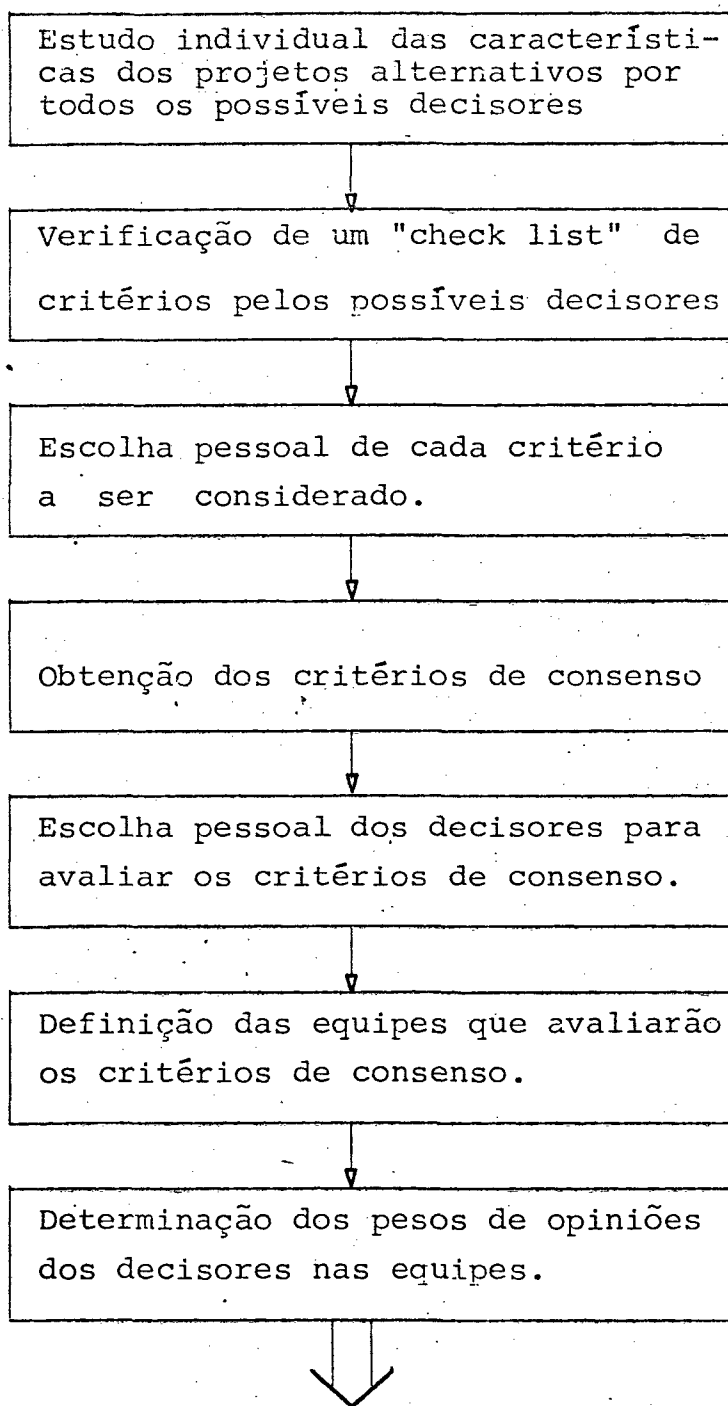 Estudo individual das característi-
cas dos projetos alternativos por
todos os possíveis decisores
Verificação de um "check list" de
critérios pelos possíveis decisores
Escolha pessoal de cada critério
a ser considerado.
Obtenção dos critérios de consenso
Escolha pessoal dos decisores para
avaliar os critérios de consenso.
Definição das equipes que avaliarão
os critérios de consenso.
Determinação dos pesos de opiniões
dos decisores nas equipes.